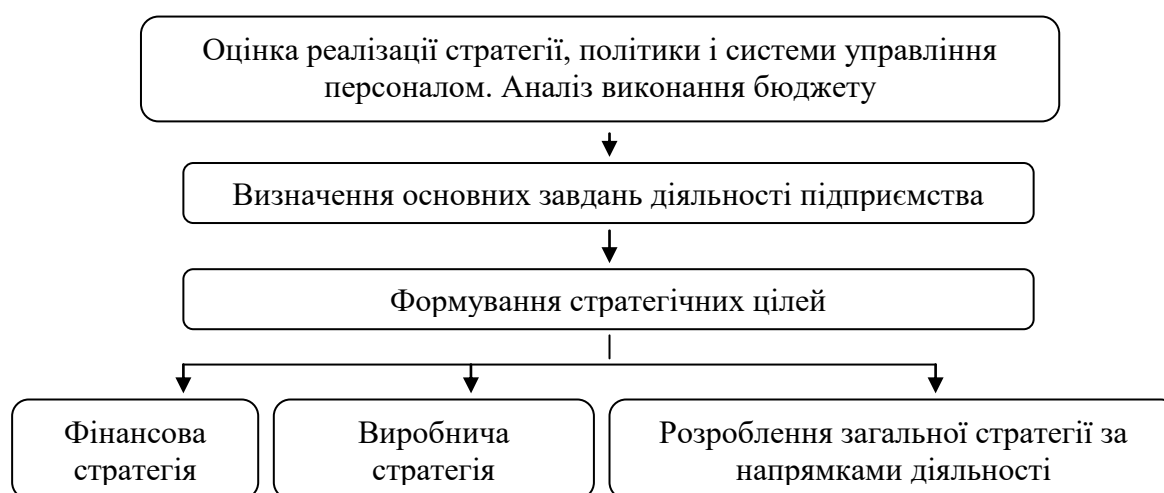 Оцінка реалізації стратегії, політики і системи управління
персоналом. Аналіз виконання бюджету
Визначення основних завдань діяльності підприємства
Формування стратегічних цілей
Фінансова
стратегія
Виробнича
стратегія
Розроблення загальної стратегії за
напрямками діяльності